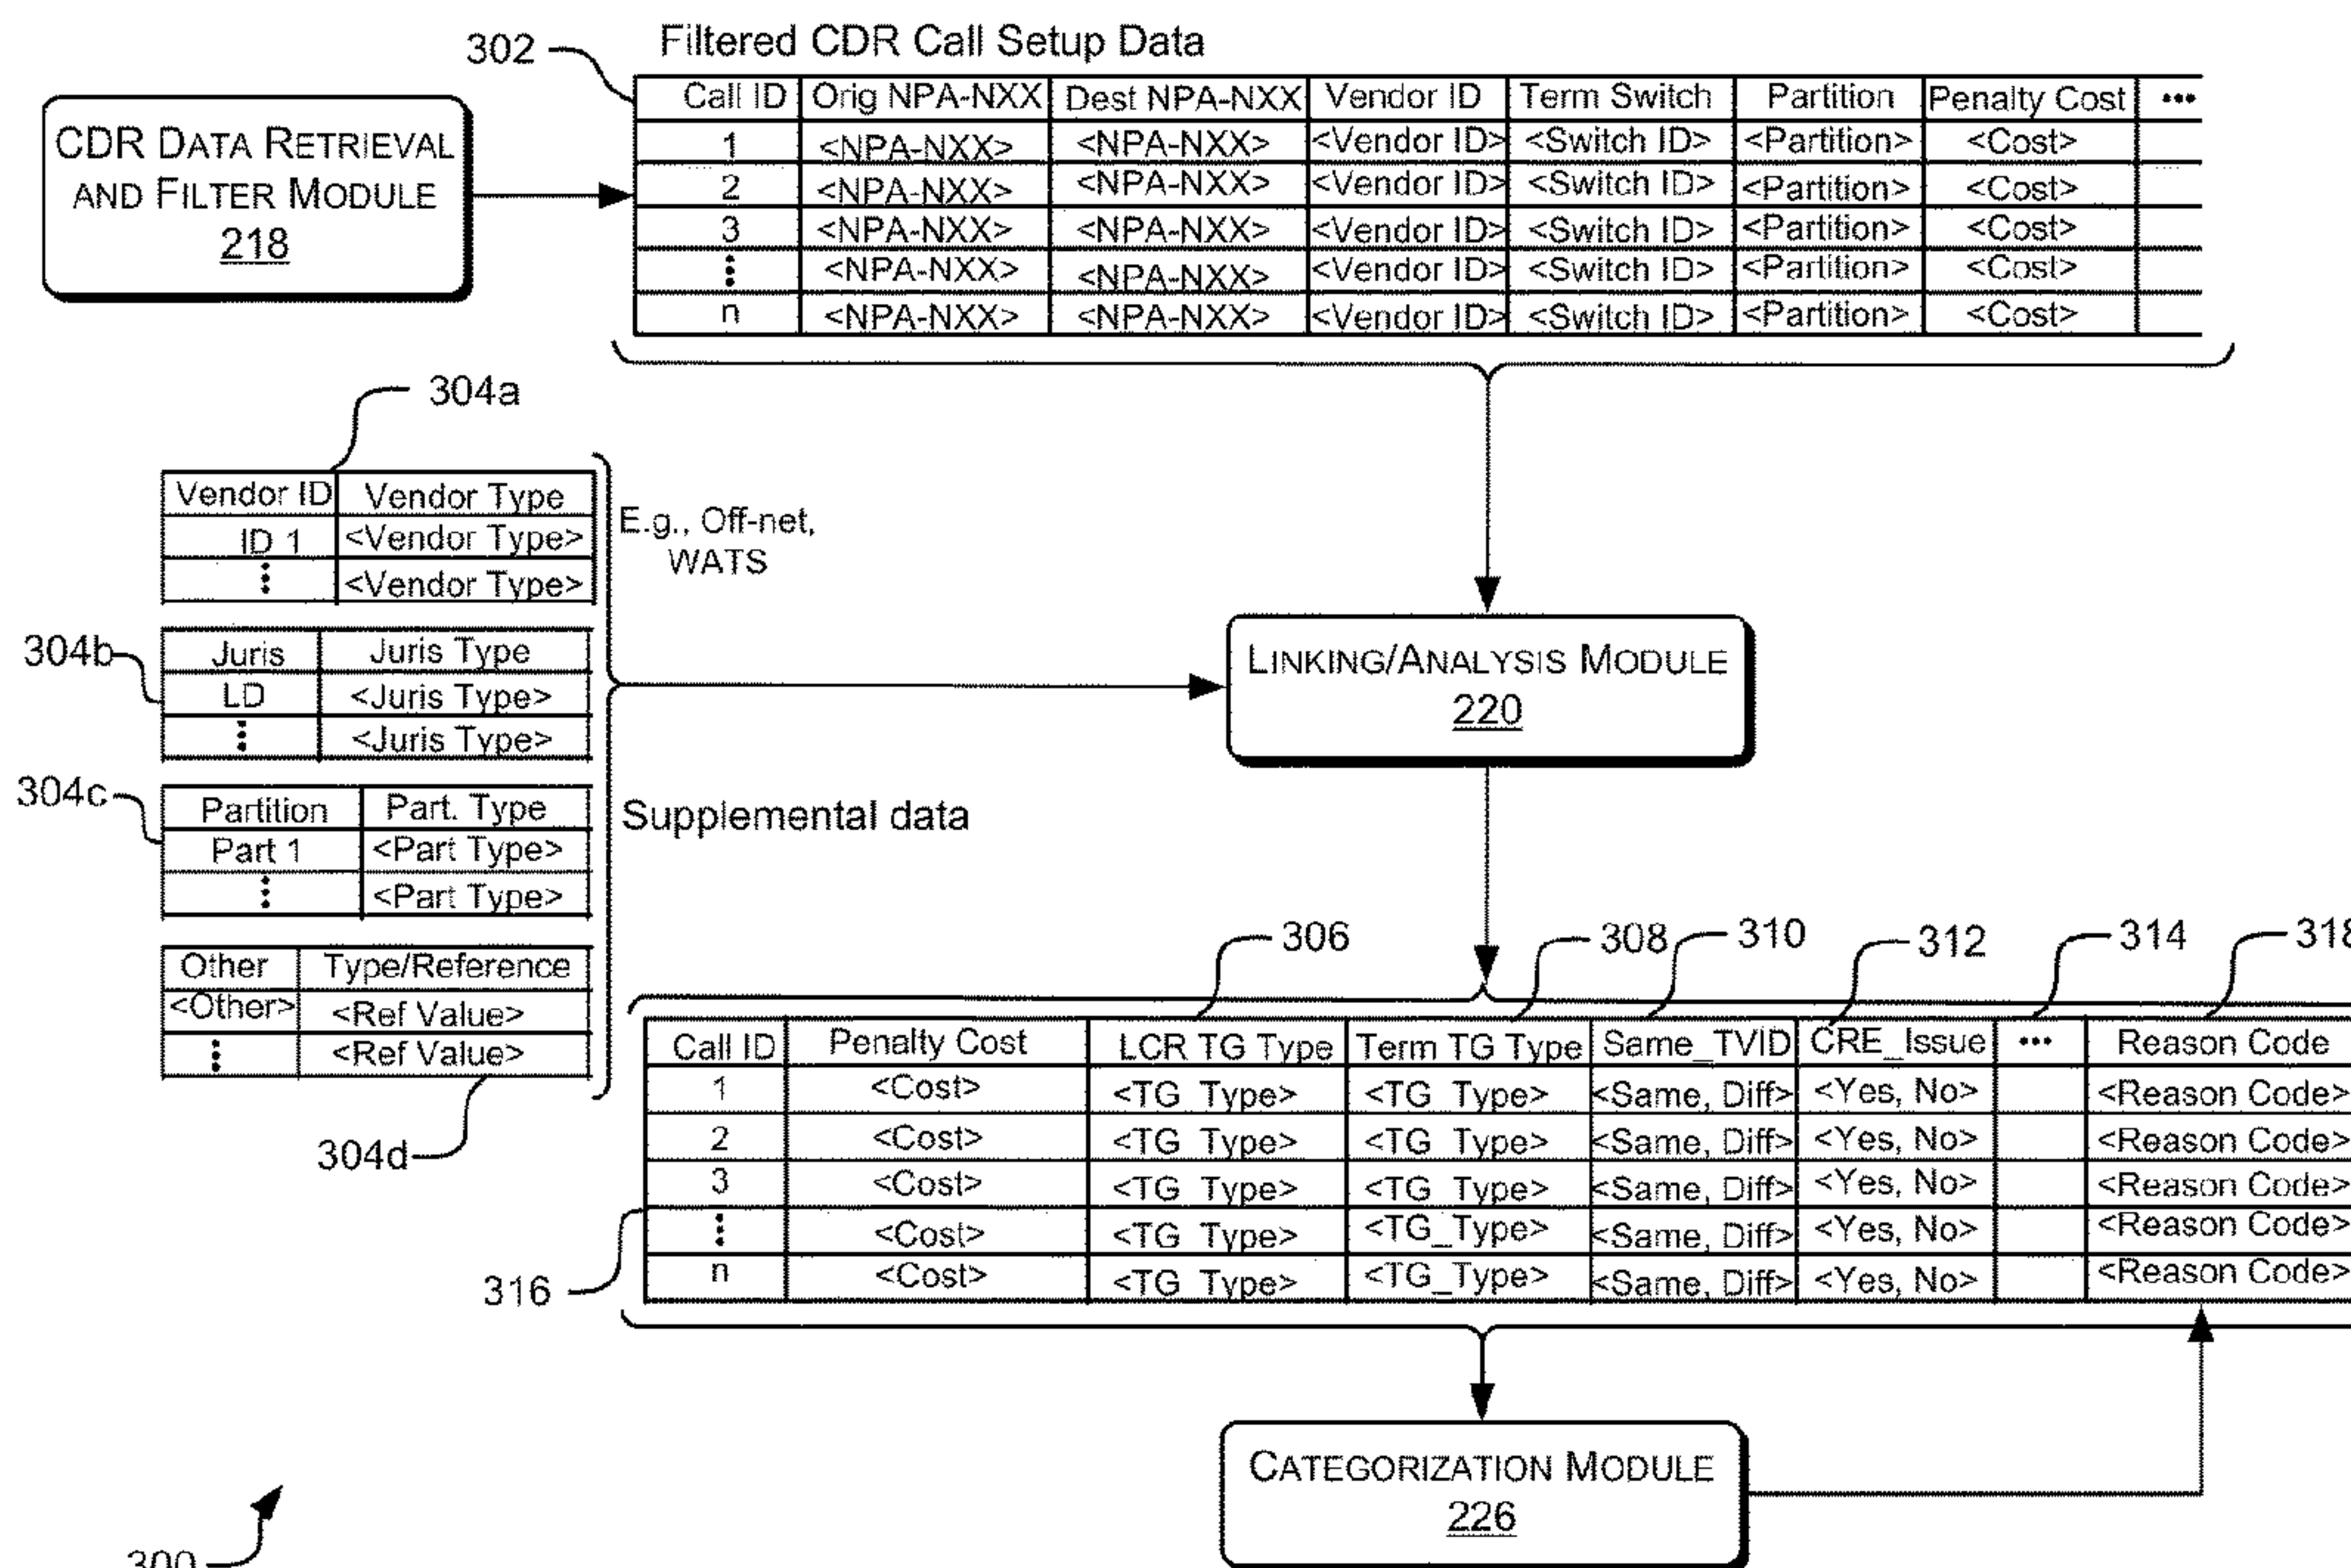 Filtered CDR Call Setup Data
302
CDR DATA RETRIEVAL
AND FILTER MODULE
218
Call ID Orig NPA-NXX Dest NPA-NXX Vendor ID Term Switch Partition Penalty Cost •••
1 <NPA-NXX> <NPA-NXX> <Vendor ID> <Switch ID> <Partition> <Cost>
2 <NPA-NXX> <NPA-NXX> <Vendor ID> <Switch ID> <Partition> <Cost>
3 <NPA-NXX> <NPA-NXX> <Vendor ID> <Switch ID> <Partition> <Cost>
⋮ <NPA-NXX> <NPA-NXX> <Vendor ID> <Switch ID> <Partition> <Cost>
n <NPA-NXX> <NPA-NXX> <Vendor ID> <Switch ID> <Partition> <Cost>
304a
Vendor ID Vendor Type
ID 1 <Vendor Type>
⋮ <Vendor Type>
E.g., Off-net,
WATS
304b
Juris Juris Type
LD <Juris Type>
⋮ <Juris Type>
LINKING/ANALYSIS MODULE
220
304c
Partition Part. Type
Part 1 <Part Type>
⋮ <Part Type>
Supplemental data
Other Type/Reference
<Other> <Ref Value>
⋮ <Ref Value>
304d
306 308 310 312 314 318
Call ID Penalty Cost LCR TG Type Term TG Type Same_TVID CRE_Issue ••• Reason Code
1 <Cost> <TG_Type> <TG_Type> <Same, Diff> <Yes, No> <Reason Code>
2 <Cost> <TG_Type> <TG_Type> <Same, Diff> <Yes, No> <Reason Code>
3 <Cost> <TG_Type> <TG_Type> <Same, Diff> <Yes, No> <Reason Code>
⋮ <Cost> <TG_Type> <TG_Type> <Same, Diff> <Yes, No> <Reason Code>
n <Cost> <TG_Type> <TG_Type> <Same, Diff> <Yes, No> <Reason Code>
316
CATEGORIZATION MODULE
226
300